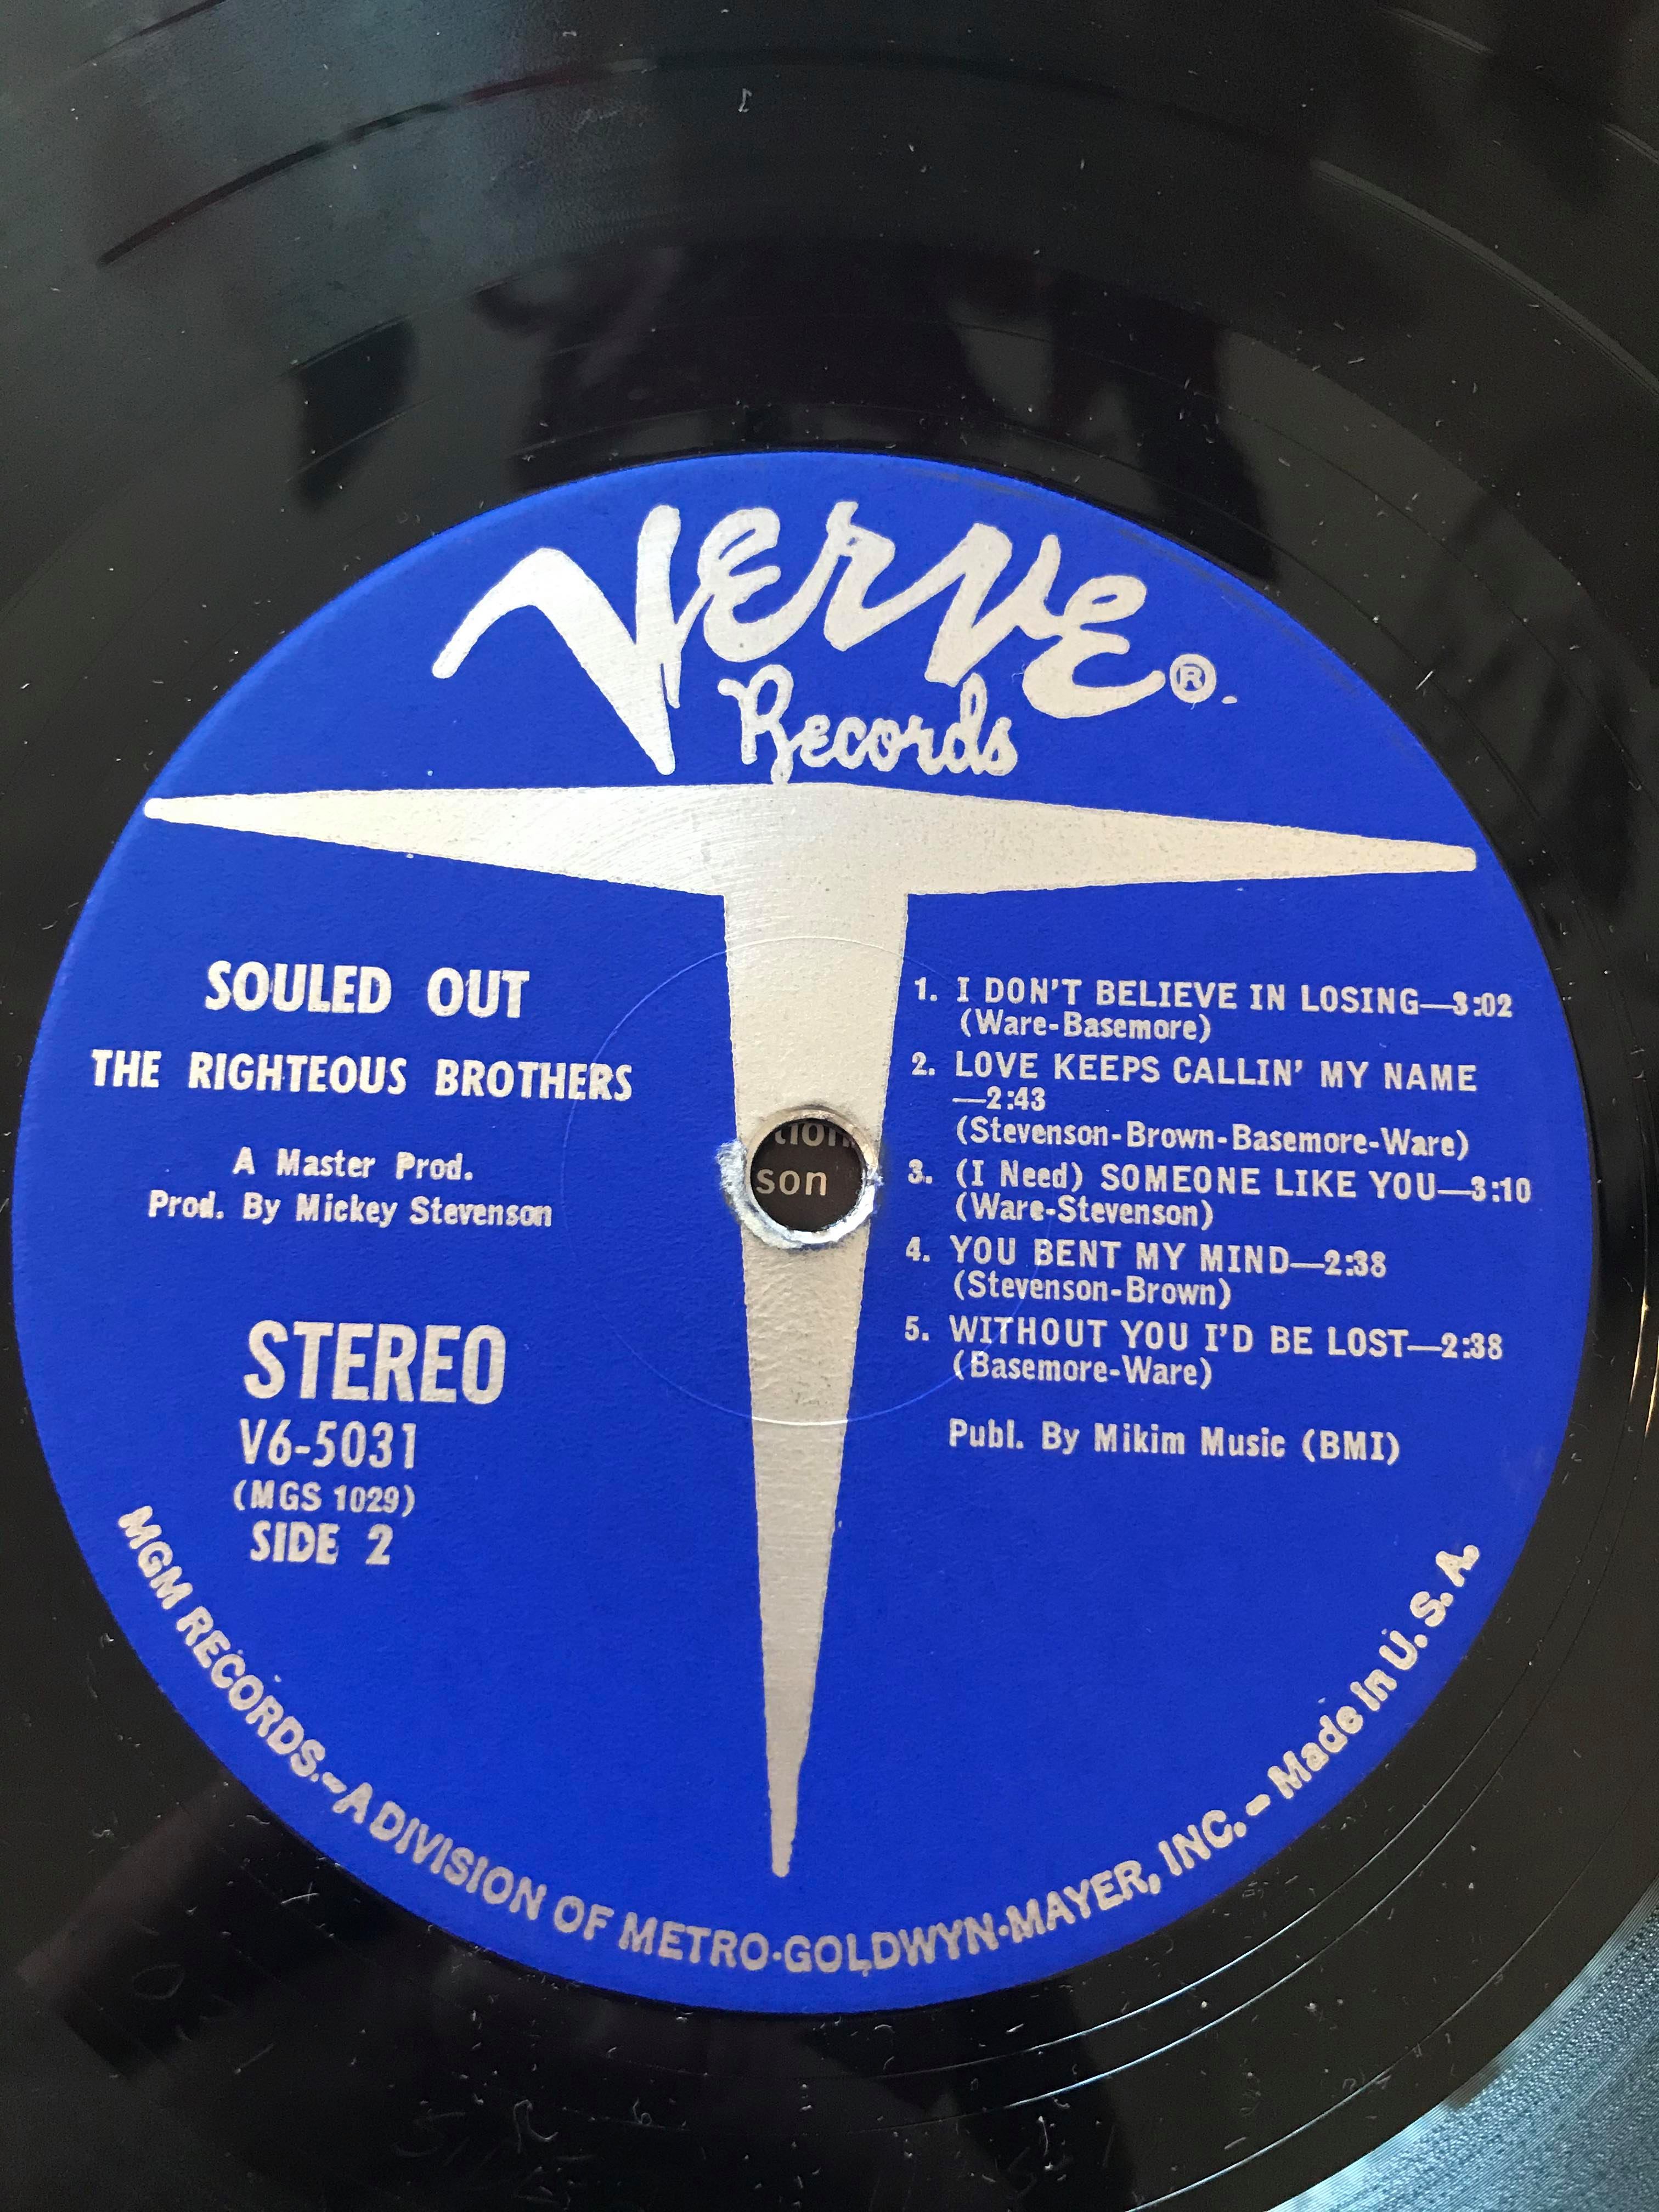 Verve®
Records
SOULED OUT
THE RIGHTEOUS BROTHERS
A Master Prod.
Prod. By Mickey Stevenson
STEREO
V6-5031
(MGS 1029)
SIDE 2
1. I DON'T BELIEVE IN LOSING—3:02
(Ware-Basemore)
2. LOVE KEEPS CALLIN' MY NAME
—2:43
(Stevenson-Brown-Basemore-Ware)
3. (I Need) SOMEONE LIKE YOU—3:10
(Ware-Stevenson)
4. YOU BENT MY MIND—2:38
(Stevenson-Brown)
5. WITHOUT YOU I'D BE LOST—2:38
(Basemore-Ware)
Publ. By Mikim Music (BMI)
son
MGM RECORDS.-A DIVISION OF METRO-GOLDWYN-MAYER, INC. - Made in U. S. A.